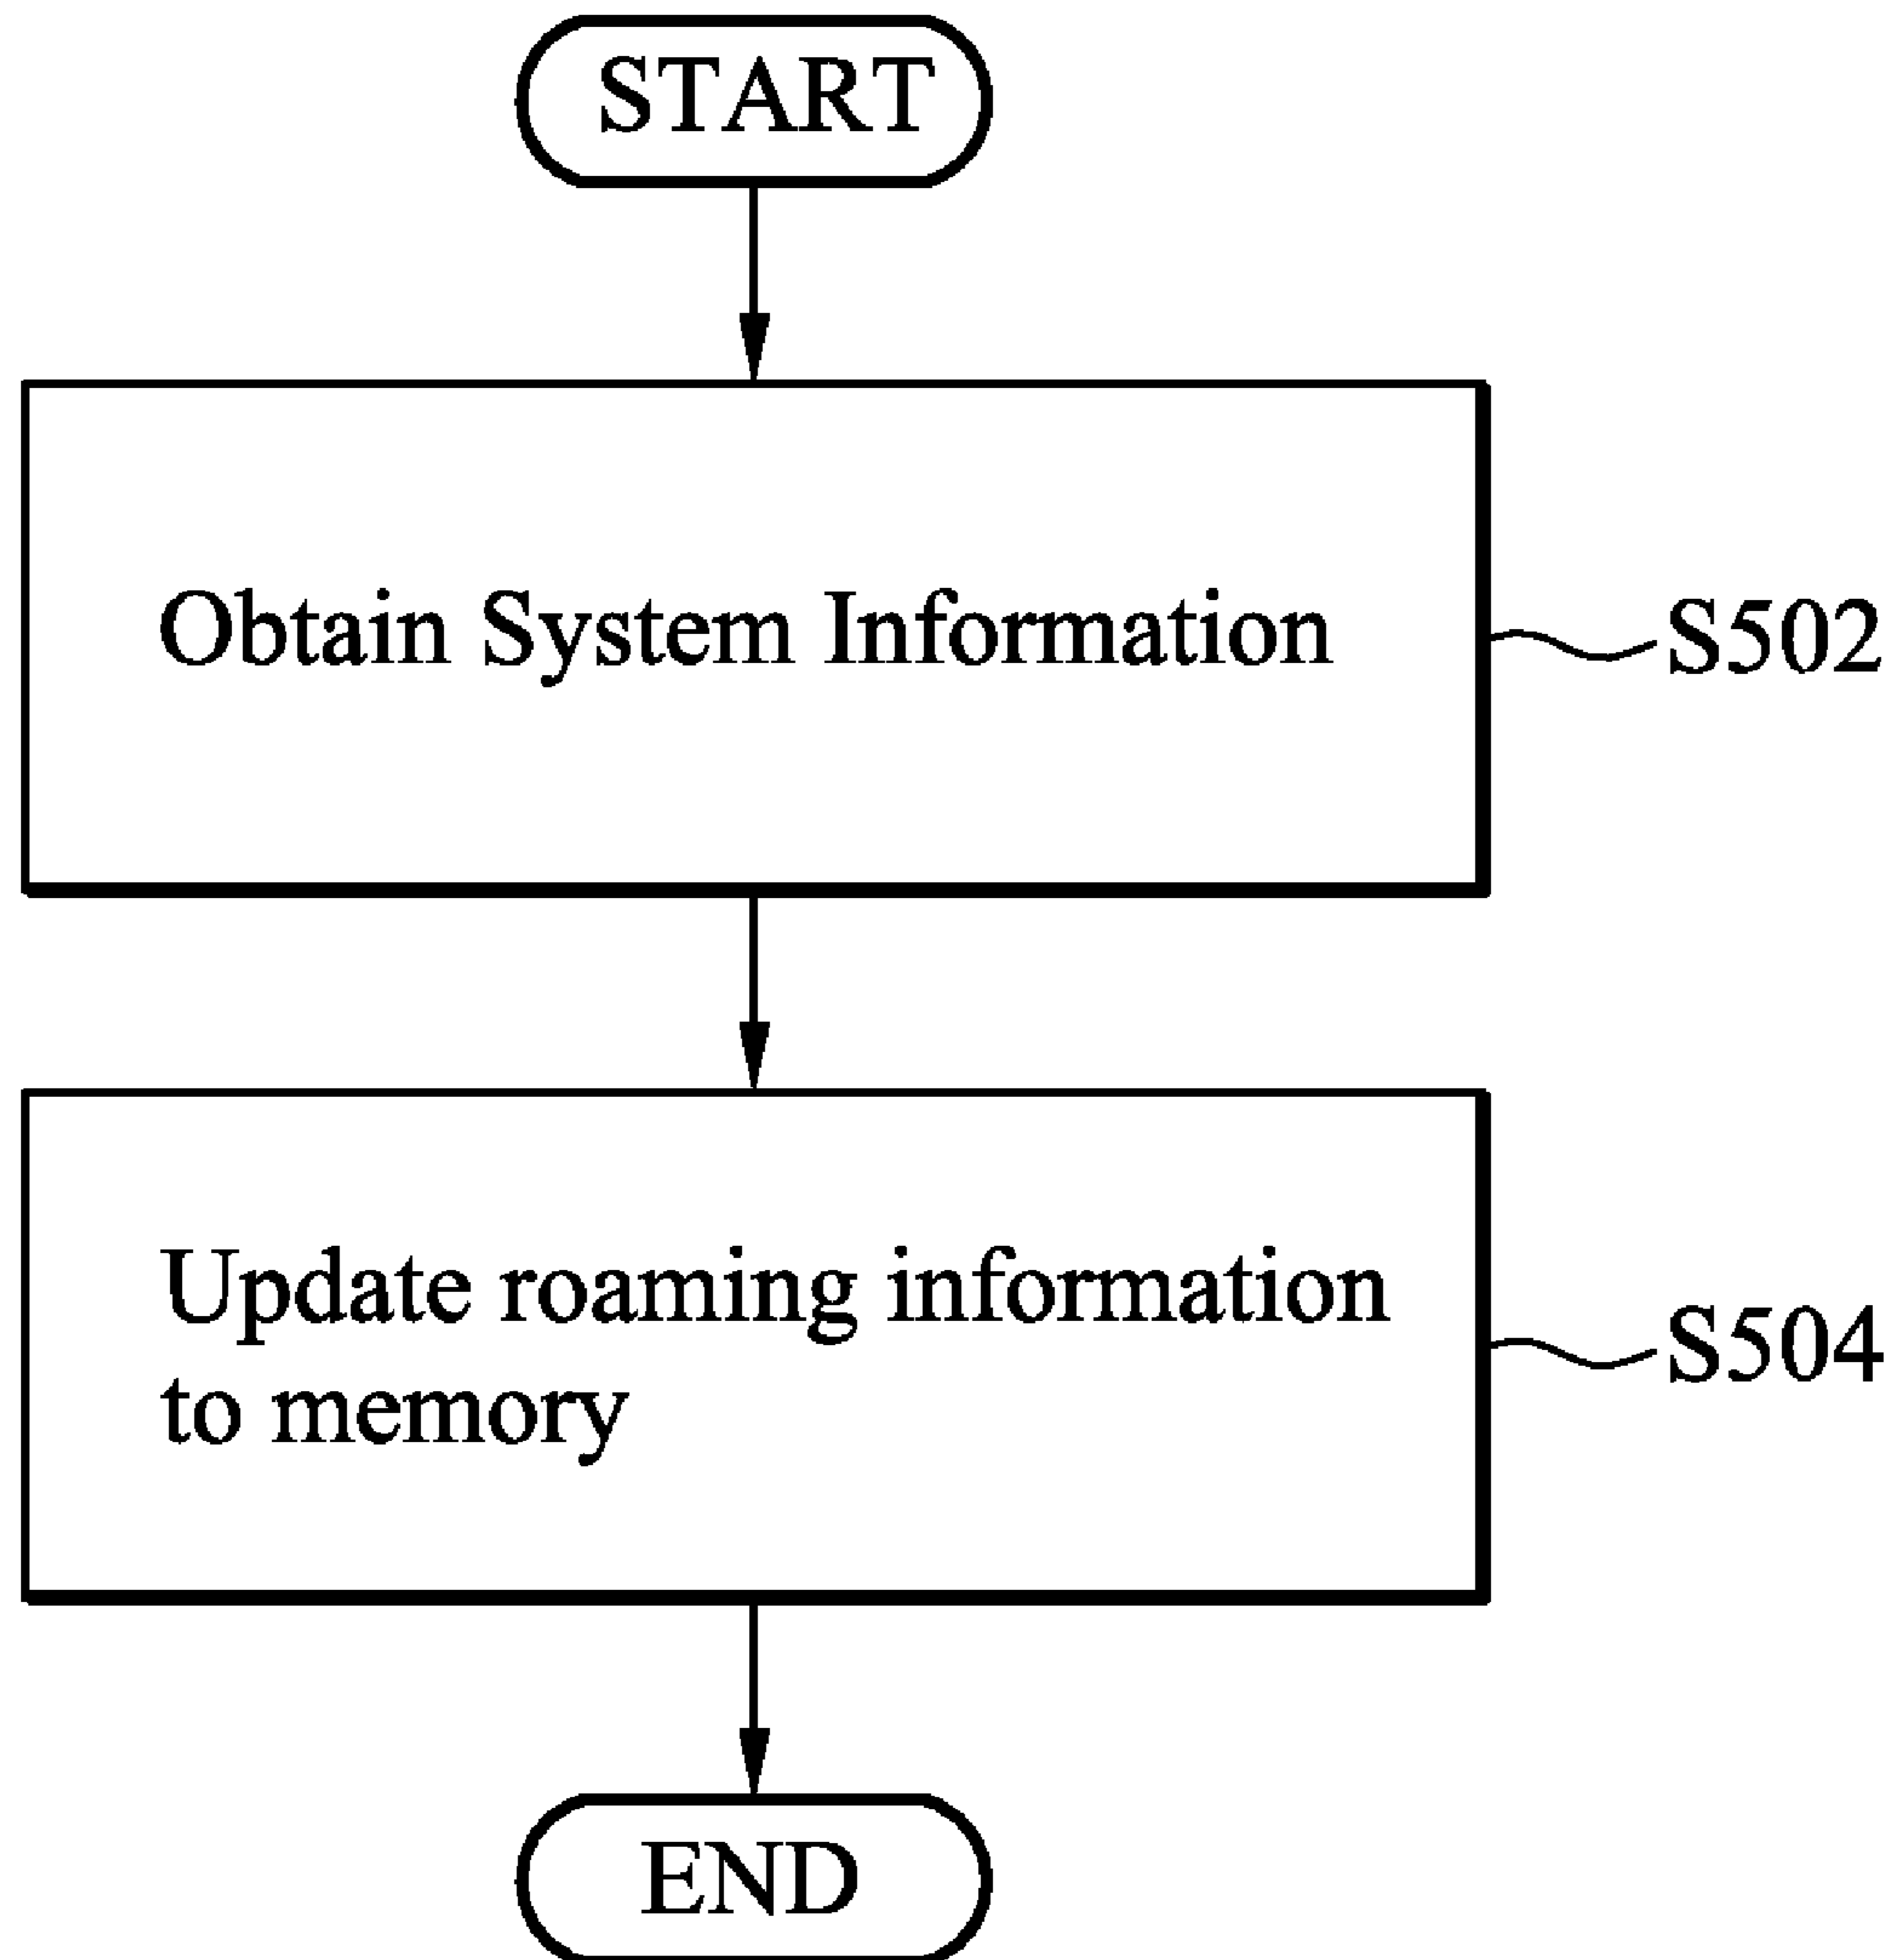 START
Obtain System Information
S502
Update roaming information
to memory
S504
END